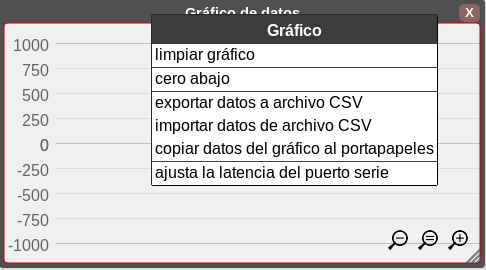 Gráfico de datos
X
Gráfico
limpiar gráfico
cero abajo
exportar datos a archivo CSV
importar datos de archivo CSV
copiar datos del gráfico al portapapeles
ajusta la latencia del puerto serie
1000
750
500
250
0
-250
-500
-750
-1000